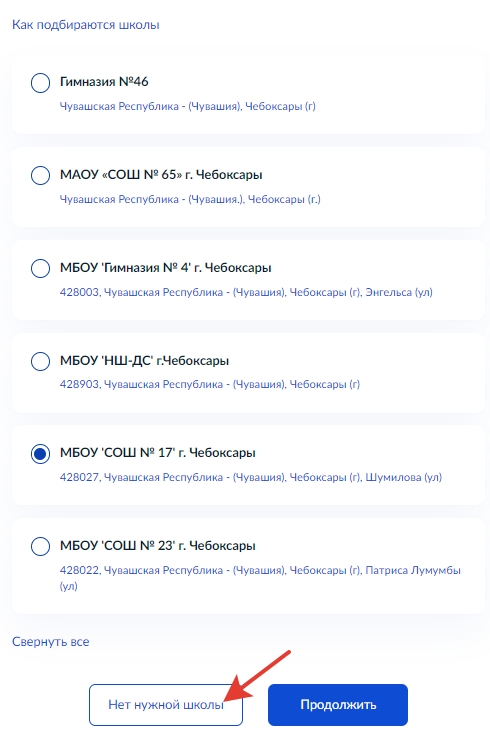 Как подбираются школы
Гимназия №46
Чувашская Республика - (Чувашия), Чебоксары (г)
МАОУ «СОШ № 65» г. Чебоксары
Чувашская Республика - (Чувашия.), Чебоксары (г.)
МБОУ 'Гимназия № 4' г. Чебоксары
428003, Чувашская Республика - (Чувашия), Чебоксары (г), Энгельса (ул)
МБОУ 'НШ-ДС' г.Чебоксары
428903, Чувашская Республика - (Чувашия), Чебоксары (г)
МБОУ 'СОШ № 17' г. Чебоксары
428027, Чувашская Республика - (Чувашия), Чебоксары (г), Шумилова (ул)
МБОУ 'СОШ № 23' г. Чебоксары
428022, Чувашская Республика - (Чувашия), Чебоксары (г), Патриса Лумумбы
(ул)
Свернуть все
Нет нужной школы
Продолжить